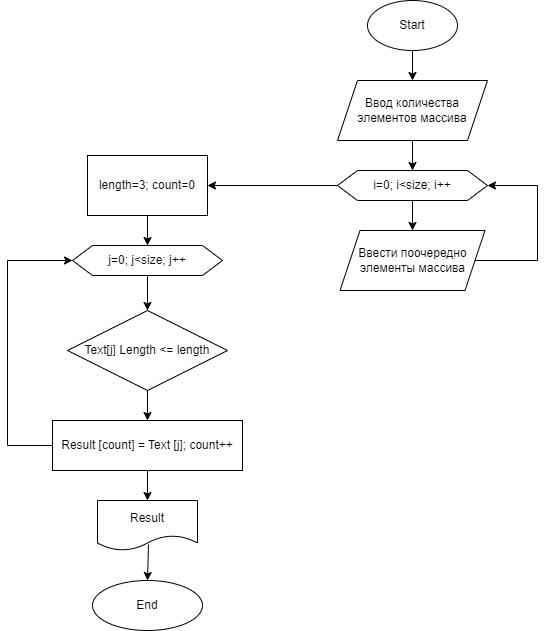 Start
Ввод количества
элементов массива
i=0; i<size; i++
Ввести поочередно
элементы массива
length=3; count=0
j=0; j<size; j++
Text[j] Length <= length
Result [count] = Text [j]; count++
Result
End